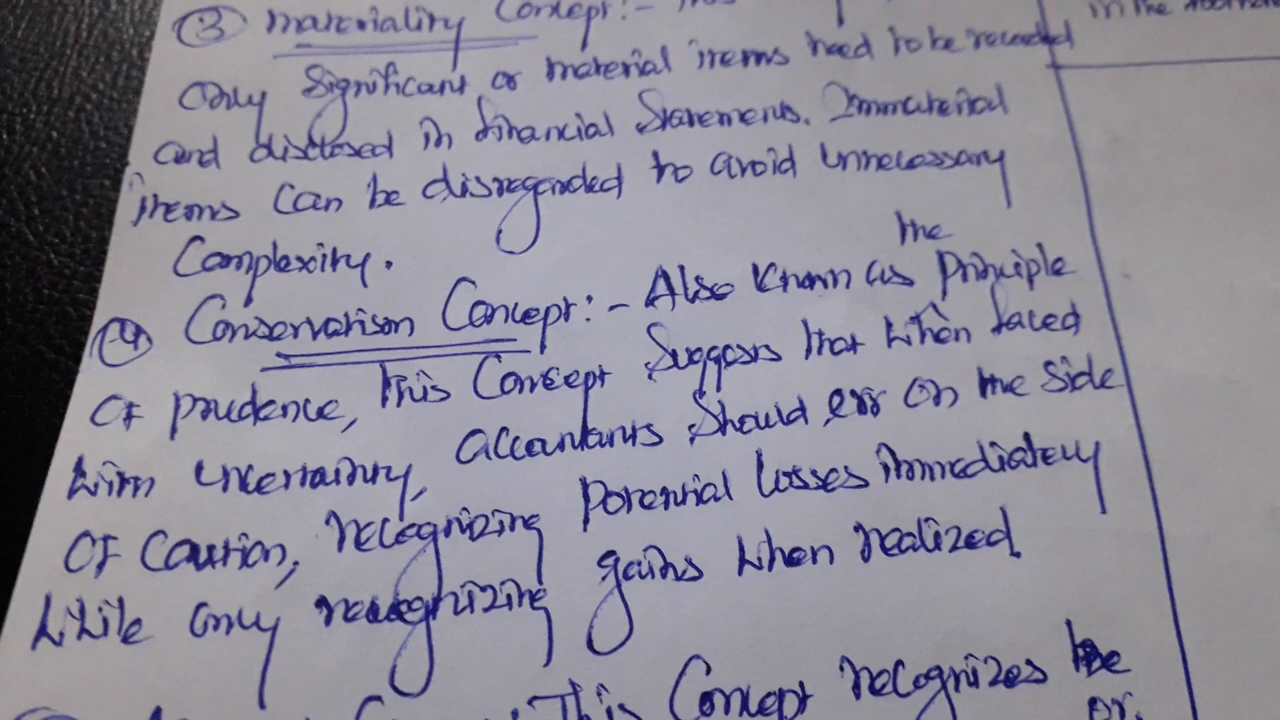 ③ Materiality Concept:- This
in the
only significant or material items need to be recorded
and disclosed in financial statements. Immaterial
items can be disregarded to avoid unnecessary
Complexity.
④ Conservatism Concept:- Also known as the principle
of prudence, this Concept suggests that when faced
with uncertainty, accountants should err on the side
of caution, recognizing potential losses immediately
while only recognizing gains when realized.
This Concept recognizes
or